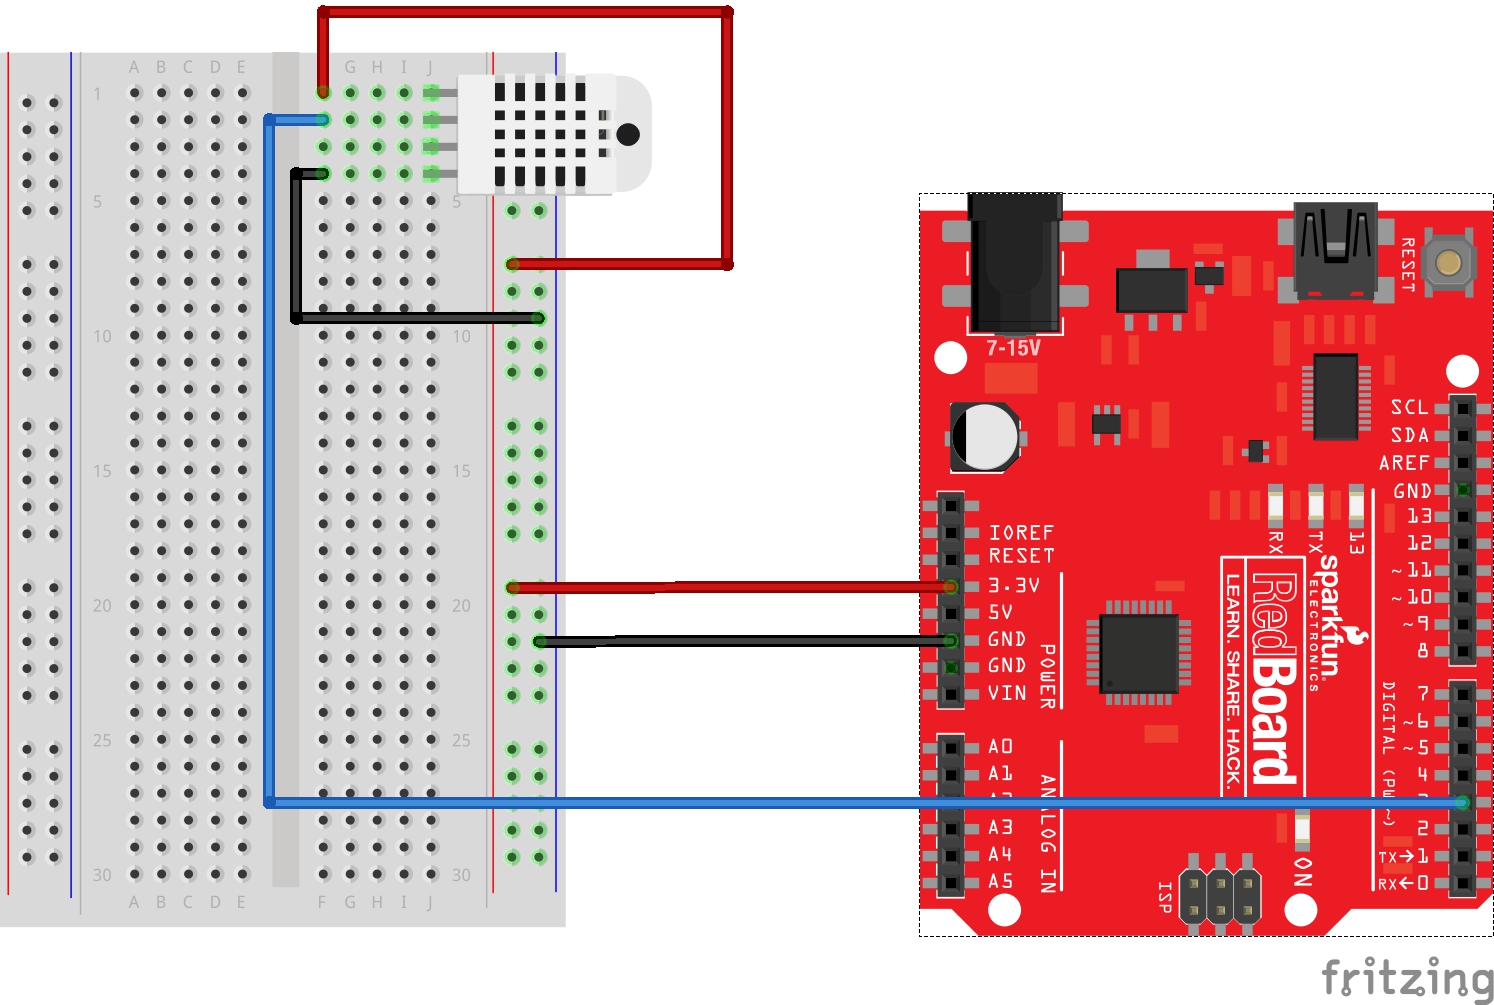 A B C D E G H I J
1
5 5
10 10
15 15
20 20
25 25
30 30
A B C D E F G H I J
7-15V
RESET
IOREF
RESET
3.3V
5V
GND
GND
VIN
POWER
A0
A1
A3
A4
A5
ANALOG IN
SCL
SDA
AREF
GND
13
12
~11
~10
~9
8
7
~6
~5
4
2
TX→1
RX←0
DIGITAL (PWM~)
RX
TX
13
sparkfun
ELECTRONICS
RedBoard
LEARN. SHARE. HACK.
ON
ISP
fritzing